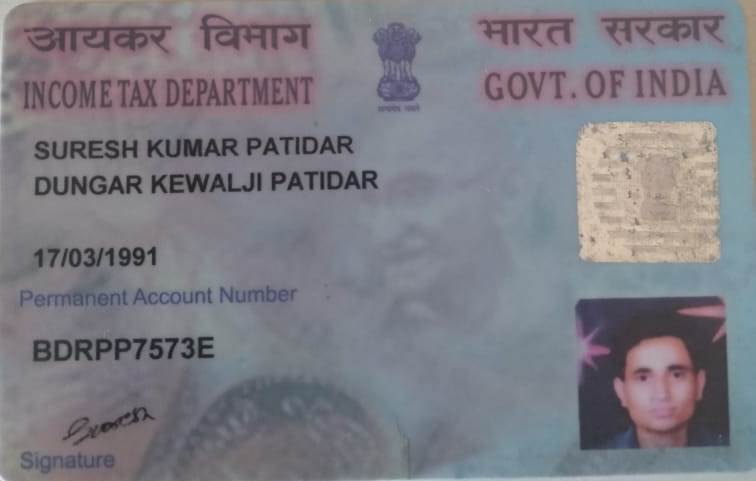 आयकर विभाग
INCOME TAX DEPARTMENT
भारत सरकार
GOVT. OF INDIA
सत्यमेव जयते
SURESH KUMAR PATIDAR
DUNGAR KEWALJI PATIDAR
17/03/1991
Permanent Account Number
BDRPP7573E
Suresh
Signature